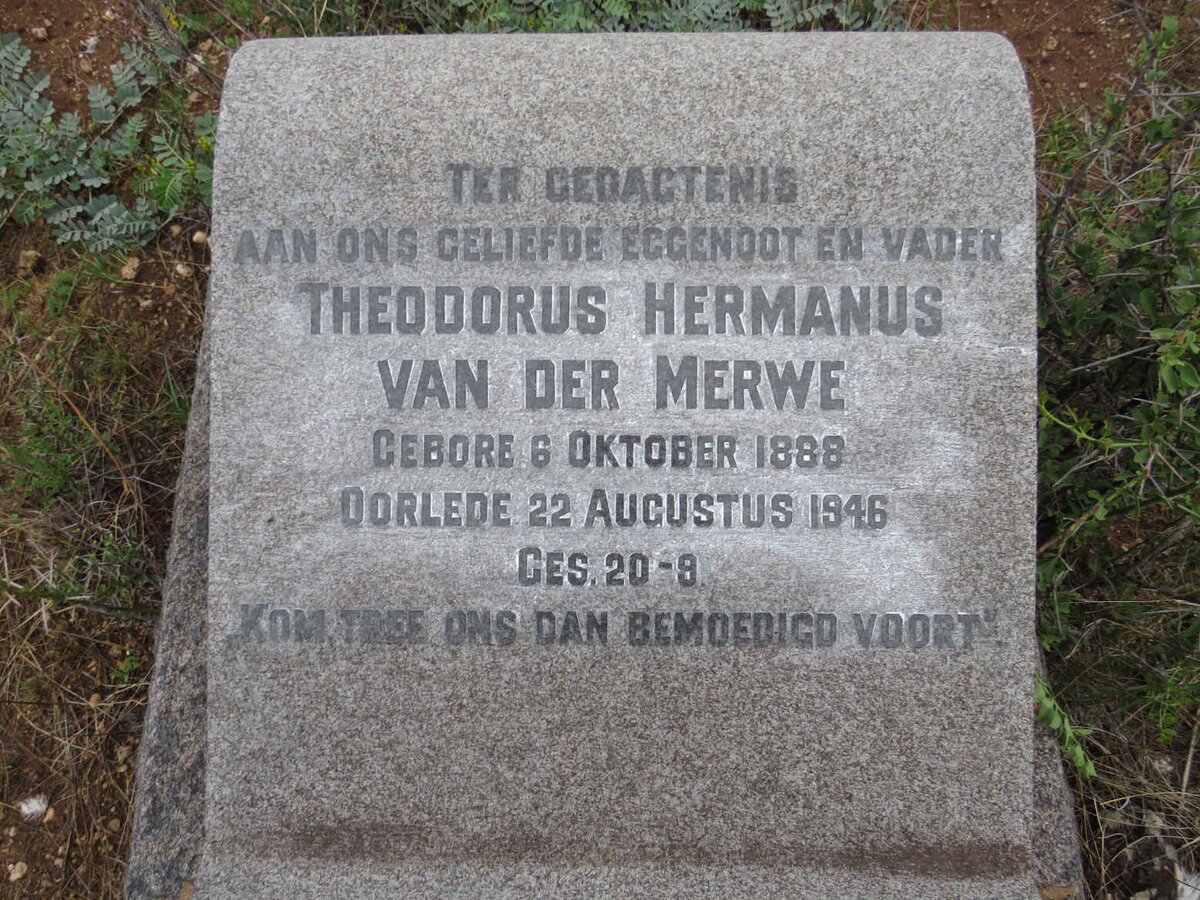 TER GEDAGTENIS
AAN ONS GELIEFDE EGGENOOT EN VADER
THEODORUS HERMANUS
VAN DER MERWE
GEBORE 6 OKTOBER 1888
OORLEDE 22 AUGUSTUS 1946
GES. 20-9.
„KOM, TREE ONS DAN BEMOEDIGD VOORT".